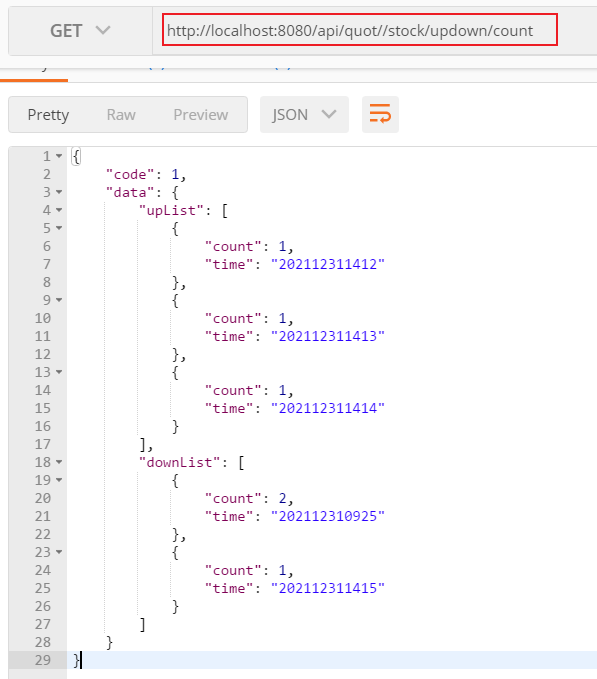 GET
http://localhost:8080/api/quot//stock/updown/count
Pretty Raw Preview JSON
1 {
2 "code": 1,
3 "data": {
4 "upList": [
5 {
6 "count": 1,
7 "time": "202112311412"
8 },
9 {
10 "count": 1,
11 "time": "202112311413"
12 },
13 {
14 "count": 1,
15 "time": "202112311414"
16 }
17 ],
18 "downList": [
19 {
20 "count": 2,
21 "time": "202112310925"
22 },
23 {
24 "count": 1,
25 "time": "202112311415"
26 }
27 ]
28 }
29 }